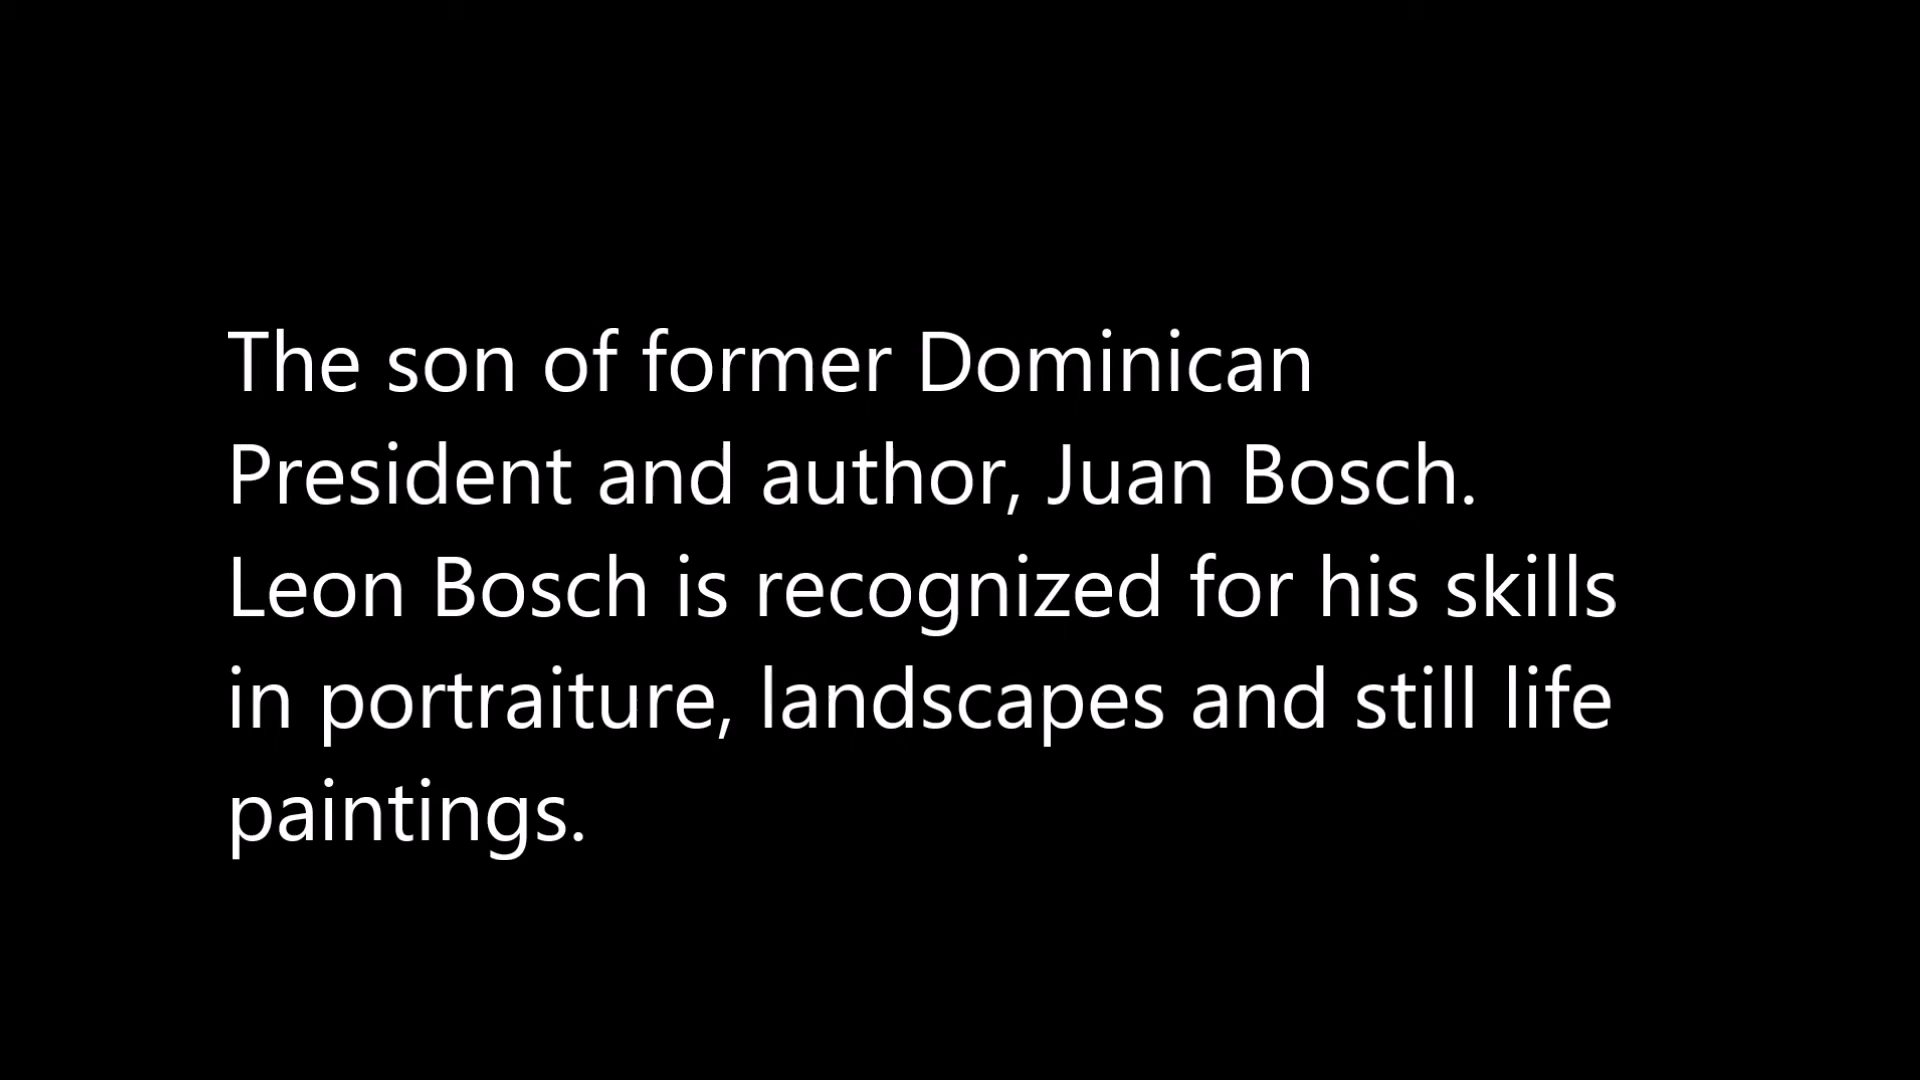 The son of former Dominican
President and author, Juan Bosch.
Leon Bosch is recognized for his skills
in portraiture, landscapes and still life
paintings.